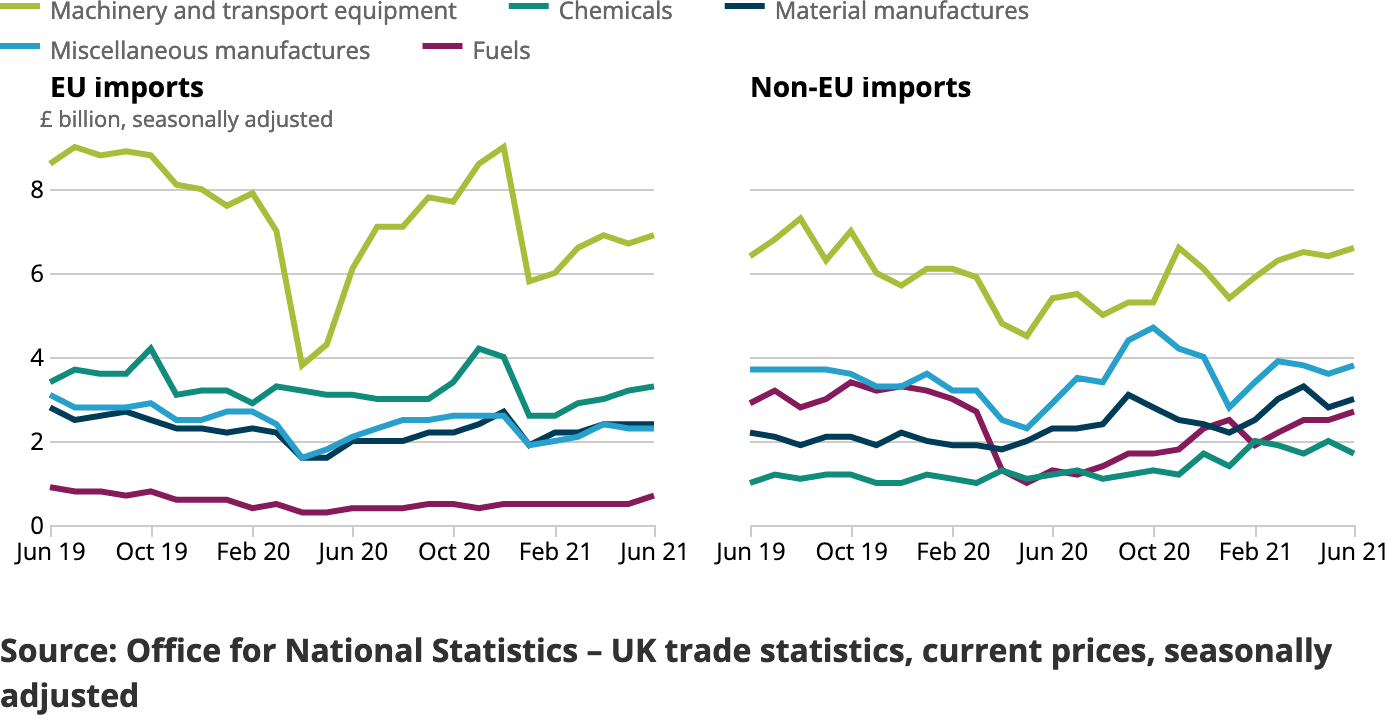 Machinery and transport equipment Chemicals Material manufactures
Miscellaneous manufactures Fuels
EU imports Non-EU imports
£ billion, seasonally adjusted
8
6
4
2
0
Jun 19 Oct 19 Feb 20 Jun 20 Oct 20 Feb 21 Jun 21 Jun 19 Oct 19 Feb 20 Jun 20 Oct 20 Feb 21 Jun 21
Source: Office for National Statistics – UK trade statistics, current prices, seasonally
adjusted